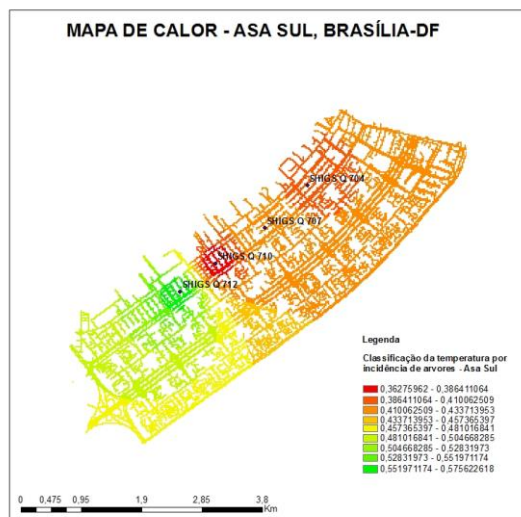 MAPA DE CALOR - ASA SUL, BRASÍLIA-DF
SHIGS Q 704
SHIGS Q 707
SHIGS Q 710
SHIGS Q 712
Legenda
Classificação da temperatura por
incidência de arvores - Asa Sul
0,36275962 - 0,386411064
0,386411064 - 0,410062509
0,410062509 - 0,433713953
0,433713953 - 0,457365397
0,457365397 - 0,481016841
0,481016841 - 0,504668285
0,504668285 - 0,52831973
0,52831973 - 0,551971174
0,551971174 - 0,575622618
0 0,475 0,95 1,9 2,85 3,8
Km